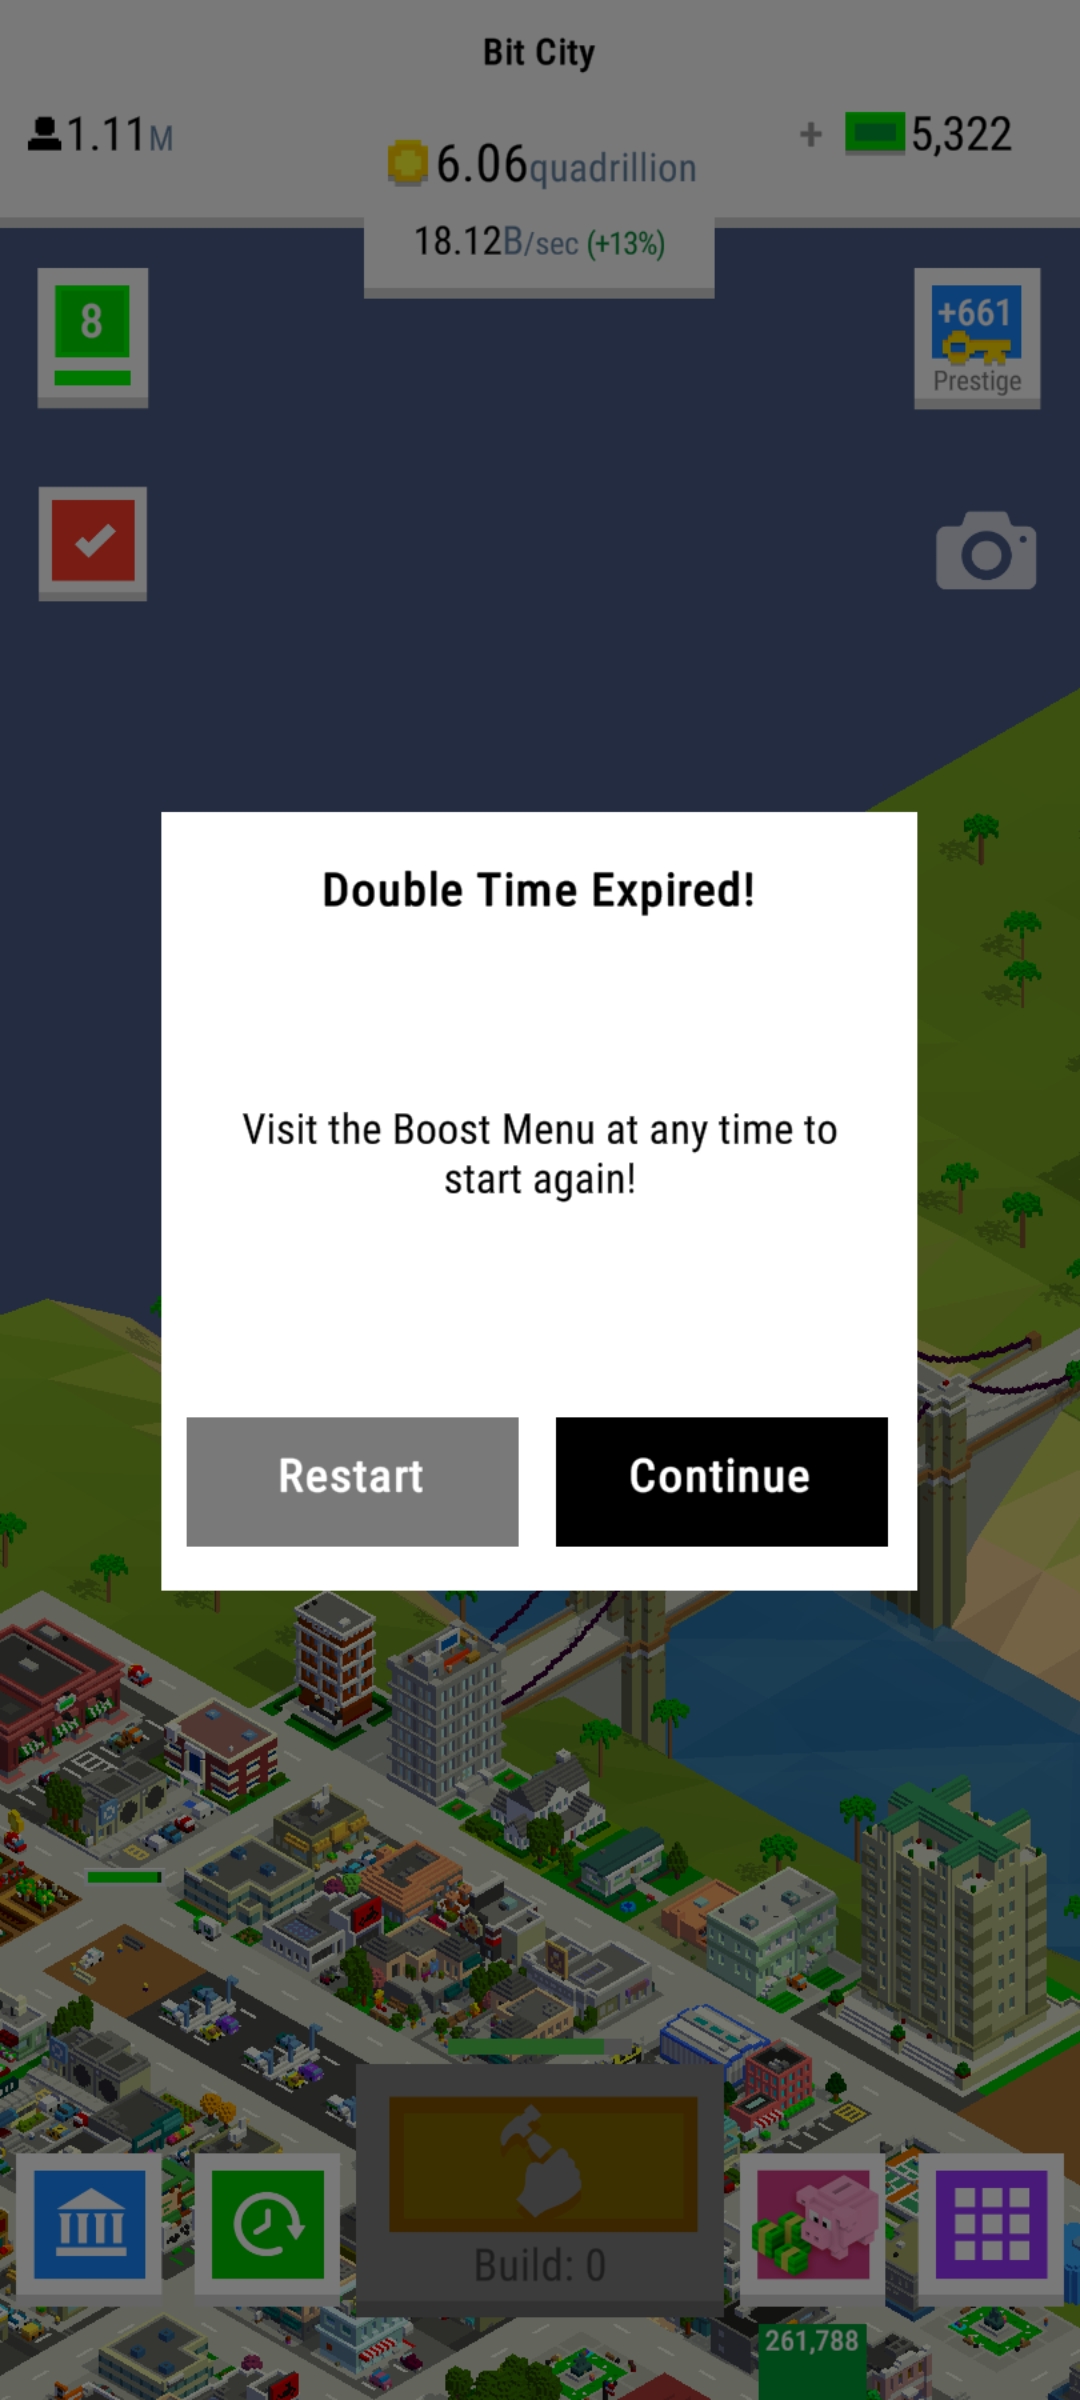 Bit City
1.11M
6.06quadrillion
+ 5,322
18.12B/sec (+13%)
8
+661
Prestige
Double Time Expired!
Visit the Boost Menu at any time to
start again!
Restart
Continue
Build: 0
261,788